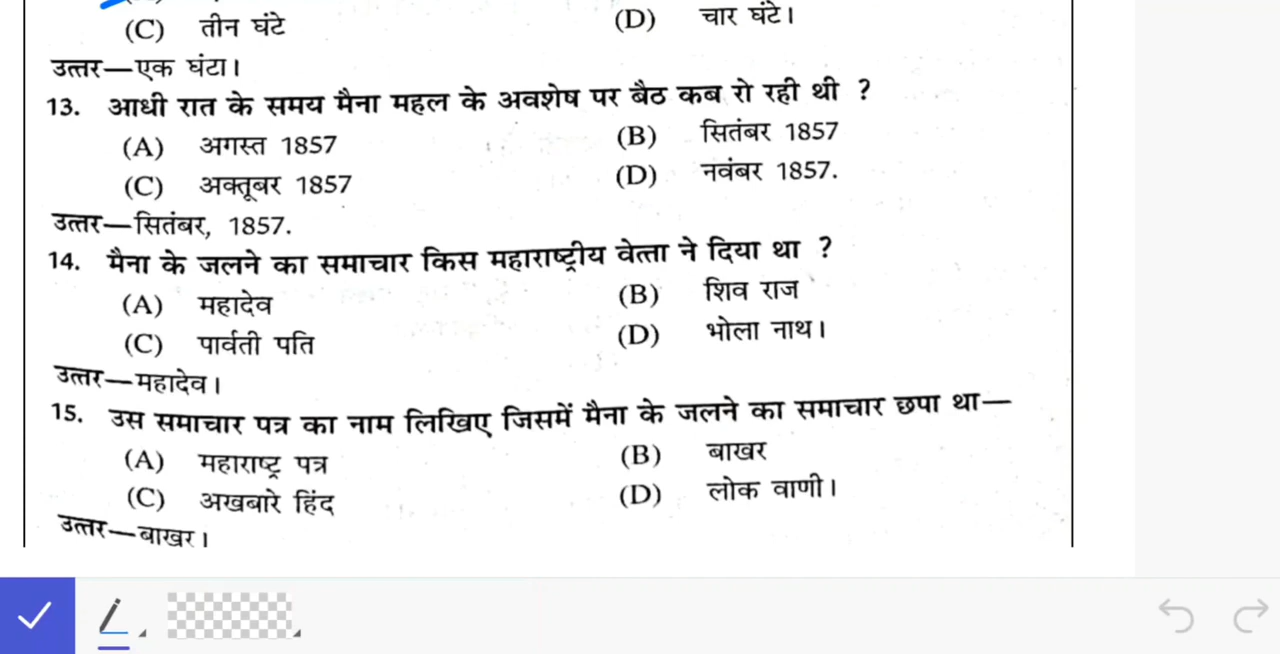 (C) तीन घंटे (D) चार घंटे।
उत्तर—एक घंटा।
13. आधी रात के समय मैना महल के अवशेष पर बैठ कब रो रही थी ?
(A) अगस्त 1857 (B) सितंबर 1857
(C) अक्तूबर 1857 (D) नवंबर 1857.
उत्तर—सितंबर, 1857.
14. मैना के जलने का समाचार किस महाराष्ट्रीय वेत्ता ने दिया था ?
(A) महादेव (B) शिव राज
(C) पार्वती पति (D) भोला नाथ।
उत्तर—महादेव।
15. उस समाचार पत्र का नाम लिखिए जिसमें मैना के जलने का समाचार छपा था—
(A) महाराष्ट्र पत्र (B) बाखर
(C) अखबारे हिंद (D) लोक वाणी।
उत्तर—बाखर।